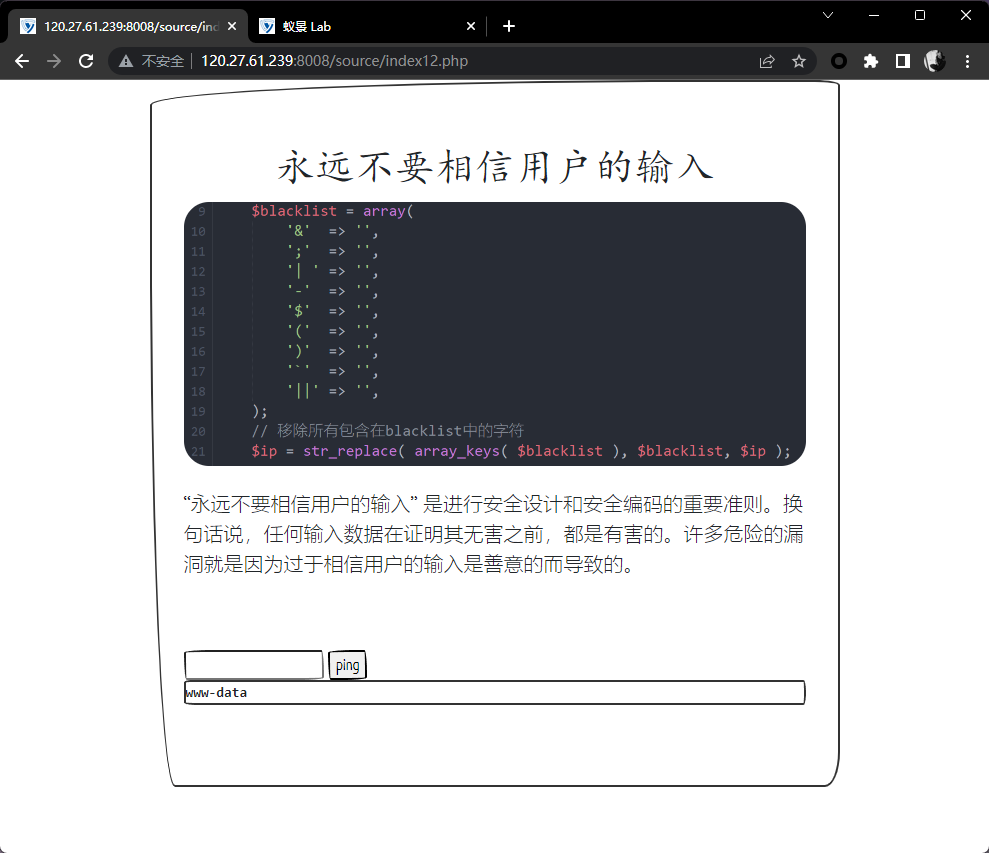 120.27.61.239:8008/source/ind
蚁景 Lab
不安全 120.27.61.239:8008/source/index12.php
永远不要相信用户的输入
9 $blacklist = array(
10 '&' => '',
11 ';' => '',
12 '| ' => '',
13 '-' => '',
14 '$' => '',
15 '(' => '',
16 ')' => '',
17 '`' => '',
18 '||' => '',
19 );
20 // 移除所有包含在blacklist中的字符
21 $ip = str_replace( array_keys( $blacklist ), $blacklist, $ip );
“永远不要相信用户的输入” 是进行安全设计和安全编码的重要准则。换
句话说，任何输入数据在证明其无害之前，都是有害的。许多危险的漏
洞就是因为过于相信用户的输入是善意的而导致的。
ping
www-data